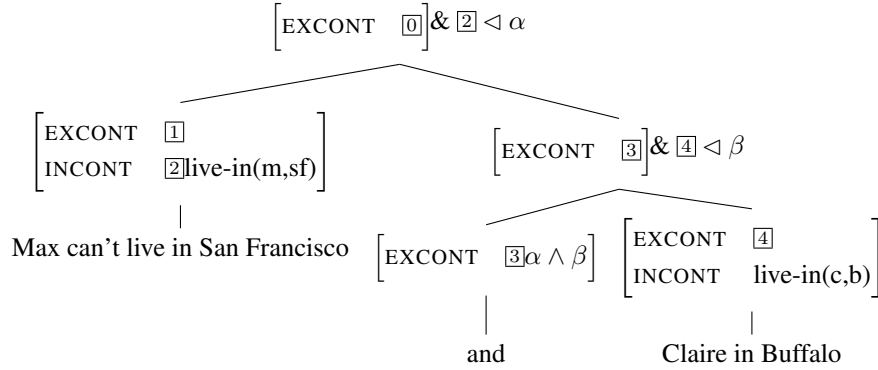 [EXCONT 0] & 2 ◁ α
[EXCONT 1
INCONT 2 live-in(m,sf)]
[EXCONT 3] & 4 ◁ β
Max can't live in San Francisco
[EXCONT 3 α ∧ β]
[EXCONT 4
INCONT live-in(c,b)]
and
Claire in Buffalo